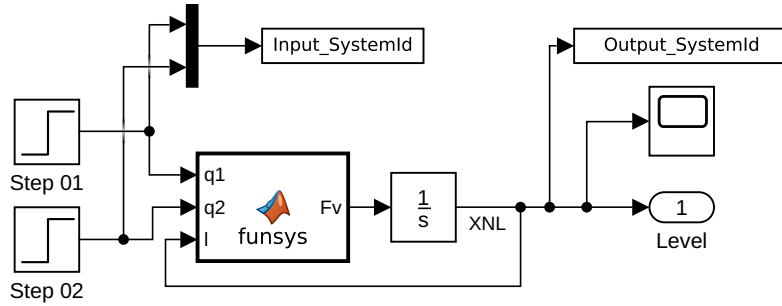 Input_SystemId
Output_SystemId
Step 01
q1
q2
l
Fv
funsys
1
s
XNL
1
Level
Step 02